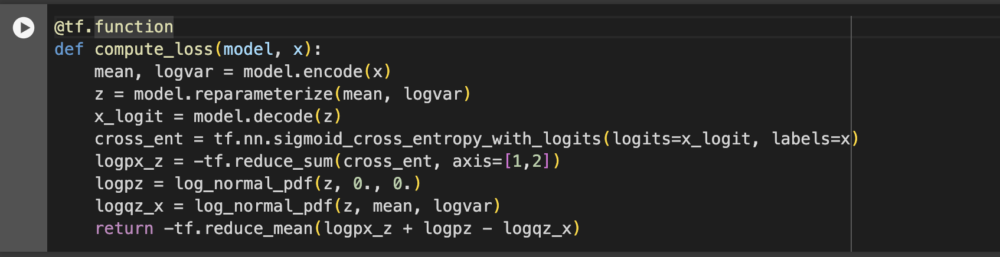 @tf.function
def compute_loss(model, x):
    mean, logvar = model.encode(x)
    z = model.reparameterize(mean, logvar)
    x_logit = model.decode(z)
    cross_ent = tf.nn.sigmoid_cross_entropy_with_logits(logits=x_logit, labels=x)
    logpx_z = -tf.reduce_sum(cross_ent, axis=[1,2])
    logpz = log_normal_pdf(z, 0., 0.)
    logqz_x = log_normal_pdf(z, mean, logvar)
    return -tf.reduce_mean(logpx_z + logpz - logqz_x)